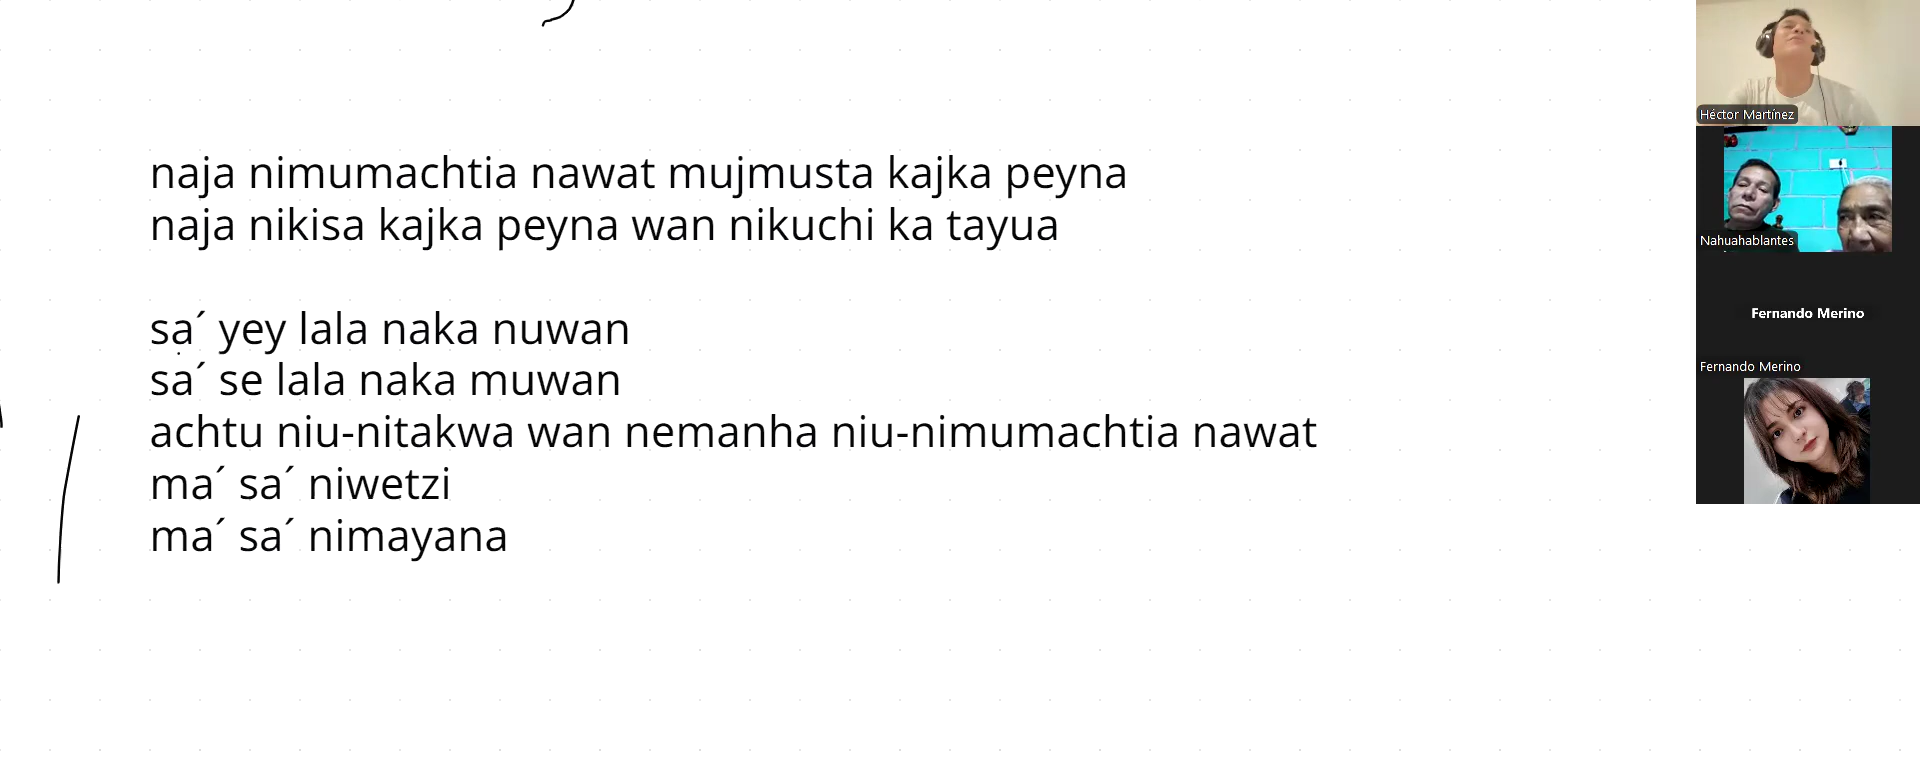 naja nimumachtia nawat mujmusta kajka peyna
naja nikisa kajka peyna wan nikuchi ka tayua
sa´ yey lala naka nuwan
sa´ se lala naka muwan
achtu niu-nitakwa wan nemanha niu-nimumachtia nawat
ma´ sa´ niwetzi
ma´ sa´ nimayana
Héctor Martínez
Nahuahablantes
Fernando Merino
Fernando Merino